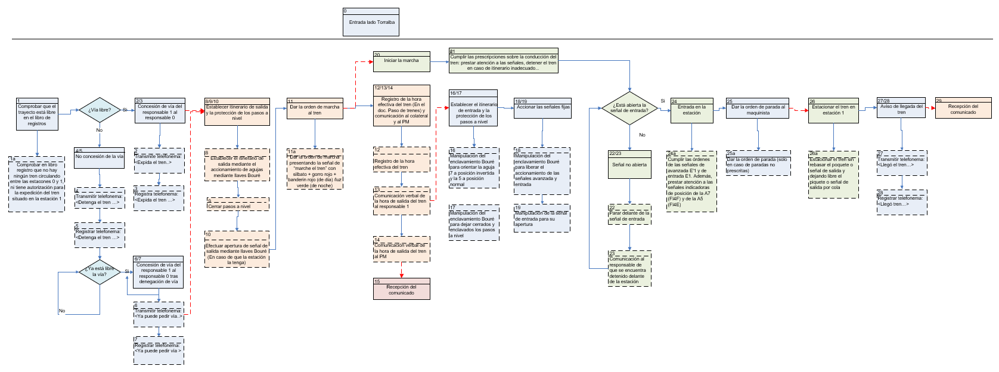 0
Entrada lado Torralba
20
Iniciar la marcha
21
Cumplir las prescripciones sobre la conducción del
tren: prestar atención a las señales, detener el tren
en caso de itinerario inadecuado...
1
Comprobar que el
trayecto está libre
en el libro de
registros
¿Vía libre?
Si
No
2/3
Concesión de vía del
responsable 1 al
responsable 0
8/9/10
Establecer itinerario de salida
y la protección de los pasos a
nivel
11
Dar la orden de marcha
al tren
12/13/14
Registro de la hora
efectiva del tren (En el
doc. Paso de trenes) y
comunicación al colateral
y al PM
16/17
Establecer el itinerario
de entrada y la
protección de los
pasos a nivel
18/19
Accionar las señales fijas
¿Está abierta la
señal de entrada?
Si
No
24
Entrada en la
estación
25
Dar la orden de parada al
maquinista
26
Estacionar el tren en
estación 1
27/28
Aviso de llegada del
tren
29
Recepción del
comunicado
1a
Comprobar en libro
registro que no hay
ningún tren circulando
entre las estacones 0 y 1,
ni tiene autorización para
la expedición del tren
situado en la estación 1
4/5
No concesión de la vía
4
Transmitir telefonema:
<Detenga el tren ...>
5
Registrar telefonema:
<Detenga el tren ...>
¿Ya está libre
la vía?
Si
No
2
Transmite telefonema:
<Expida el tren..>
3
Registra telefonema:
<Expida el tren ...>
6/7
Concesión de vía del
responsable 1 al
responsable 0 tras
denegación de vía
6
Transmitir telefonema:
<Ya puede pedir vía..>
7
Registrar telefonema:
<Ya puede pedir vía >
8
Establecer el itinerario de
salida mediante el
accionamiento de agujas
mediante llaves Bouré
9
Cerrar pasos a nivel
10
Efectuar apertura de señal de
salida mediante llaves Bouré
(En caso de que la estación
la tenga)
11a
Dar la orden de marcha
presentando la señal de
“marche el tren” con
silbato + gorro rojo +
banderín rojo (de día) /luz
verde (de noche)
12
Registro de la hora
efectiva del tren
13
Comunicación verbal de
la hora de salida del tren
al responsable 1
14
Comunicación verbal de
la hora de salida del tren
al PM
15
Recepción del
comunicado
16
Manipulación del
enclavamiento Bouré
para orientar la aguja
7 a posición invertida
y la 5 a posición
normal
17
Manipulación del
enclavamiento Bouré
para dejar cerrados y
enclavados los pasos
a nivel
18
Manipulación del
enclavamiento Bouré
para liberar el
accionamiento de las
señales avanzada y
entrada
19
Manipulación de la señal
de entrada para su
apertura
22/23
Señal no abierta
22
Parar delante de la
señal de entrada
23
Comunicación al
responsable de
que se encuentra
detenido delante
de la estación
24a
Cumplir las órdenes
de las señales de
avanzada E'1 y de
entrada E1. Además,
prestar atención a las
señales indicadoras
de posición de la A7
(FI4F) y de la A5
(FI4E)
25a
Dar la orden de parada (solo
en caso de paradas no
prescritas)
26a
Estacionar el tren sin
rebasar el poquete o
señal de salida y
dejando libre el
piquete o señal de
salida por cola
27
Transmitir telefonema:
<Llegó el tren...>
28
Registrar telefonema:
<Llegó tren...>